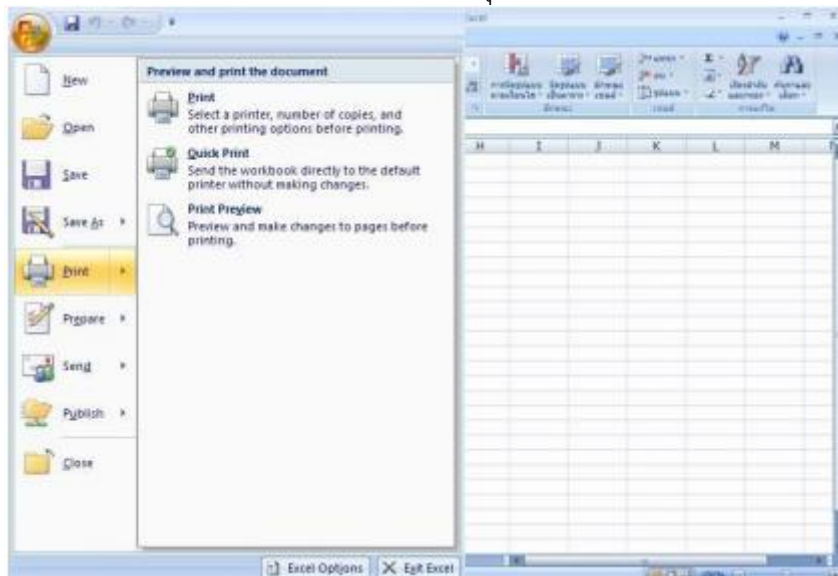 Excel
New
Preview and print the document
Print
Select a printer, number of copies, and
other printing options before printing.
Open
Quick Print
Send the workbook directly to the default
printer without making changes.
Save
Print Preview
Preview and make changes to pages before
printing.
Save As
Print
Prepare
Send
Publish
Close
H I J K L M
Excel Options
Exit Excel